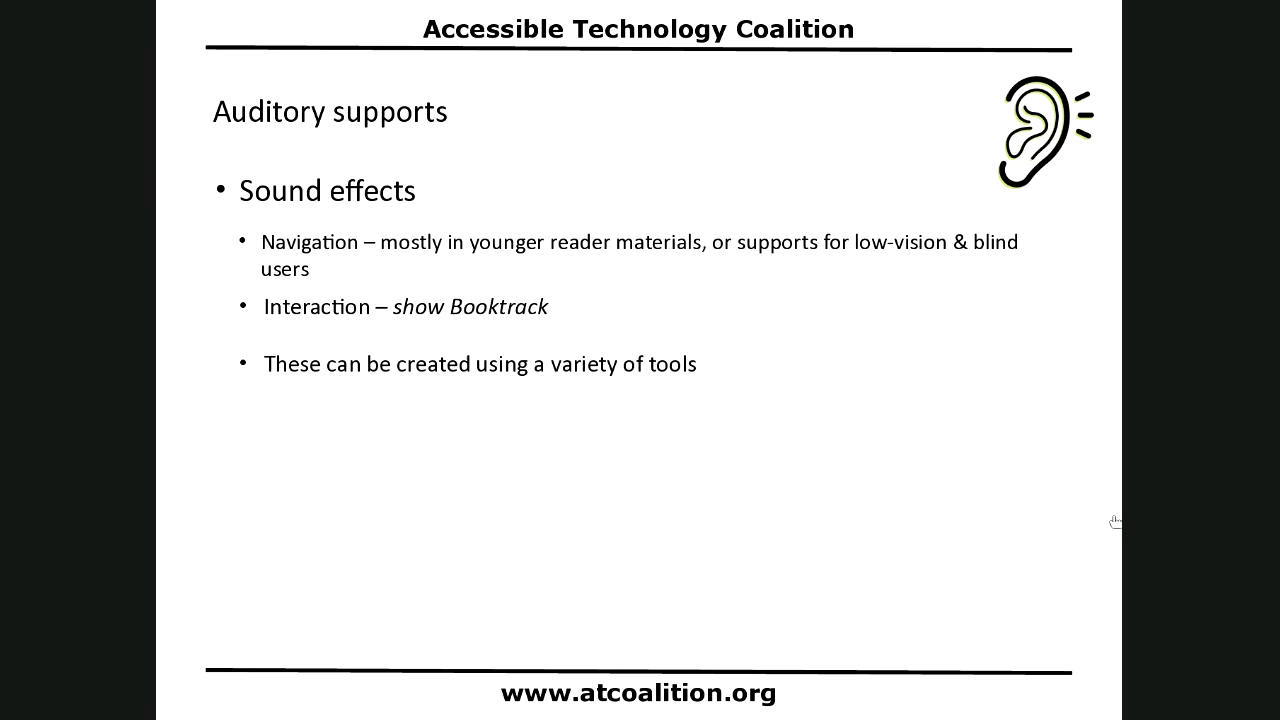 Accessible Technology Coalition
Auditory supports
• Sound effects
• Navigation – mostly in younger reader materials, or supports for low-vision & blind
users
• Interaction – show Booktrack
• These can be created using a variety of tools
www.atcoalition.org